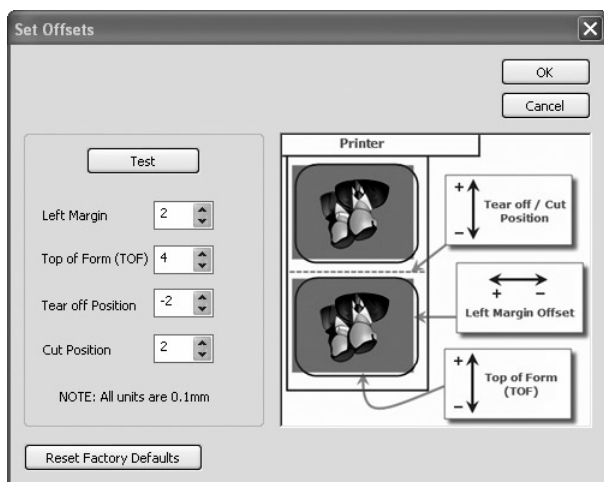 Set Offsets
OK
Cancel
Test
Left Margin 2
Top of Form (TOF) 4
Tear off Position -2
Cut Position 2
NOTE: All units are 0.1mm
Reset Factory Defaults
Printer
+
-
Tear off / Cut
Position
+ -
Left Margin Offset
+
-
Top of Form
(TOF)